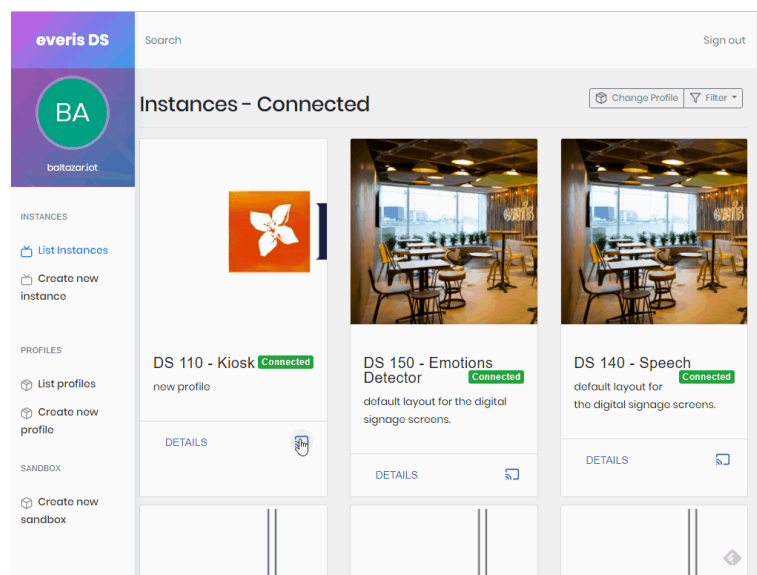 everis DS
Search
Sign out
BA
baltazar.iot
Instances - Connected
Change Profile
Filter
INSTANCES
List Instances
Create new
instance
PROFILES
List profiles
Create new
profile
SANDBOX
Create new
sandbox
DS 110 - Kiosk Connected
new profile
DETAILS
everis
DS 150 - Emotions
Detector Connected
default layout for the digital
signage screens.
DETAILS
everis
DS 140 - Speech
Connected
default layout for
the digital signage screens.
DETAILS